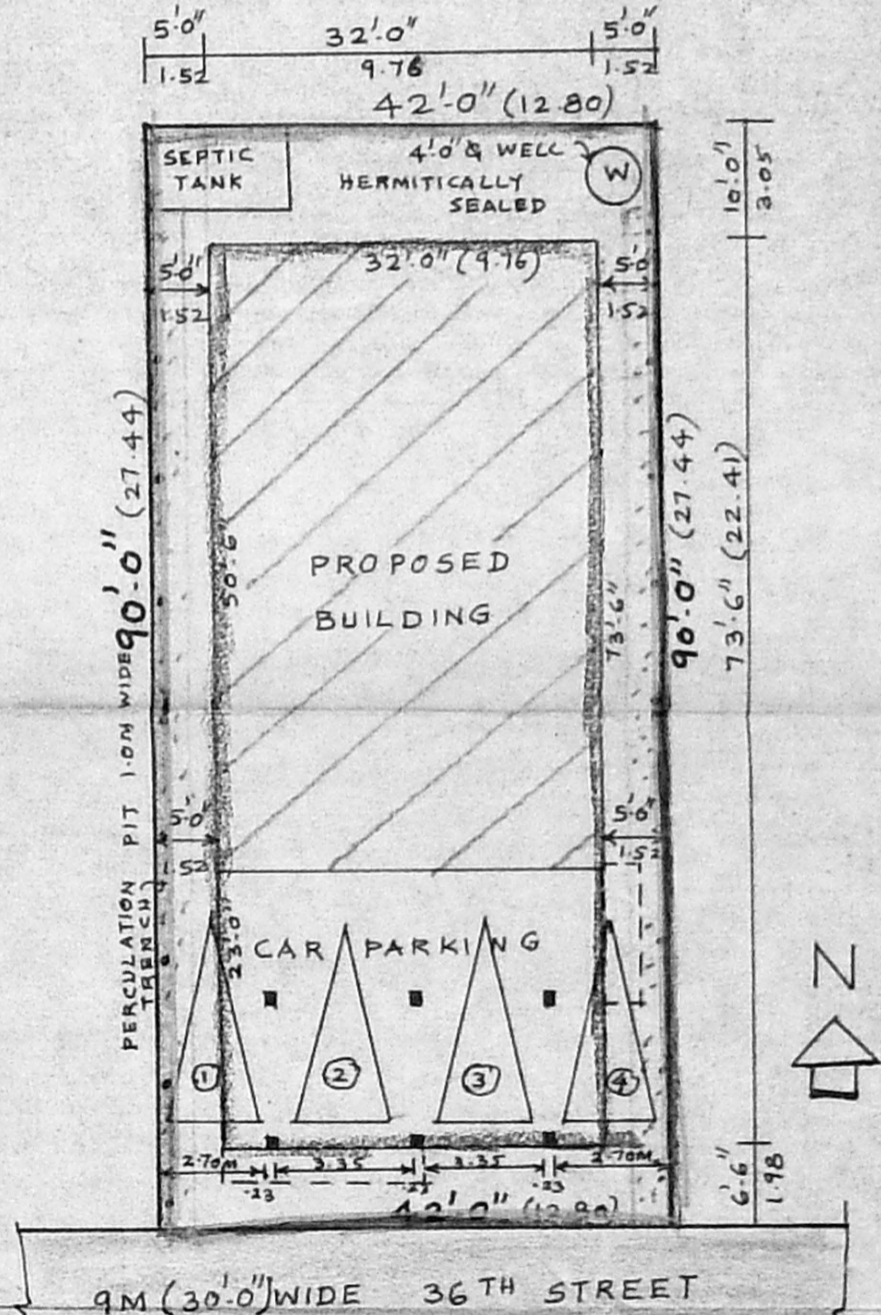 5'-0" 32'-0" 5'-0"
1.52 9.76 1.52
42'-0" (12.80)
SEPTIC
TANK
4'-0" Q WELL
HERMITICALLY
SEALED
W
10'-0"
3.05
32'-0" (9.76)
5'-0"
1.52
5'-0
1.52
90'-0" (27.44)
50'-6"
PROPOSED
BUILDING
73'-6"
90'-0" (27.44)
73'-6" (22.41)
5'-0"
1.52
5'-0"
1.52
PERCULATION PIT 1.0M WIDE
TRENCH)
23'-0"
CAR PARKING
1 2 3 4
N
2.70M 3.35 3.35 2.70M
.23 .23 .23
42'-0" (12.80)
6'-6"
1.98
9M (30'-0") WIDE 36TH STREET